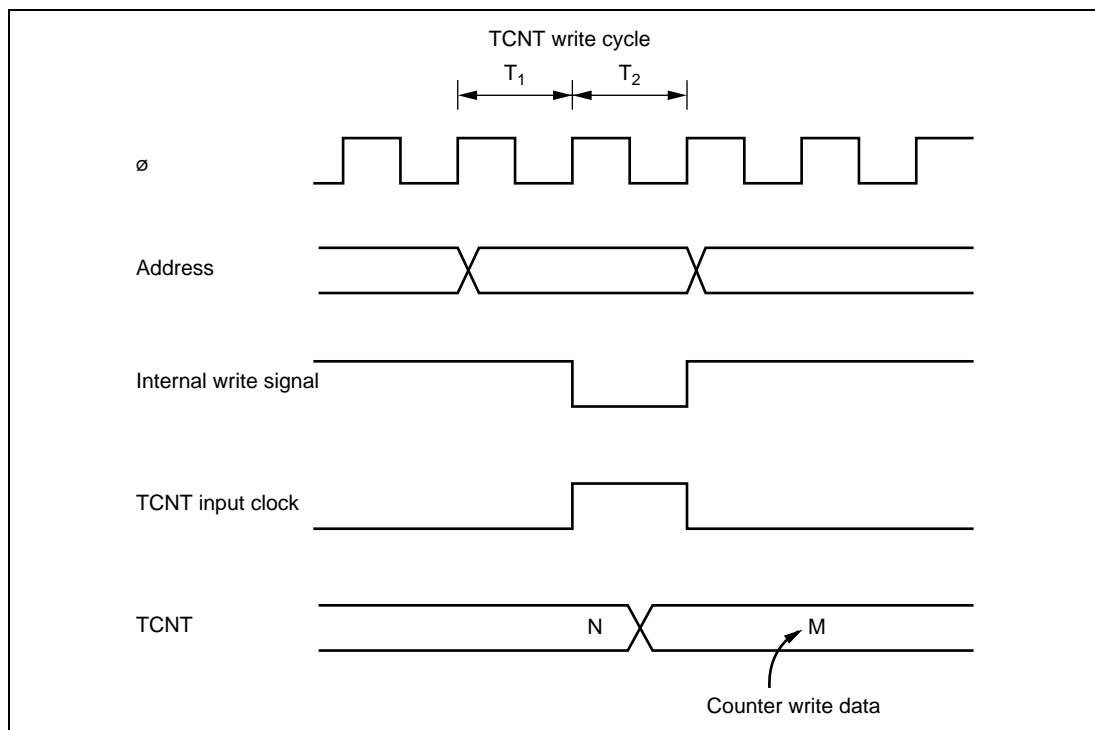 TCNT write cycle
T1 T2
ø
Address
Internal write signal
TCNT input clock
TCNT
N M
Counter write data